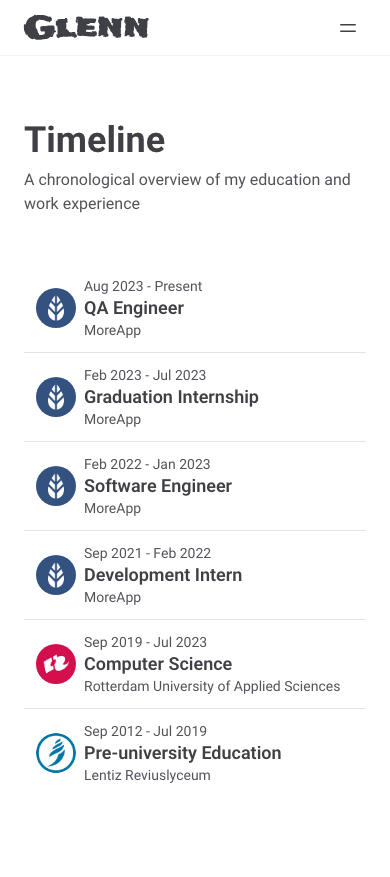 GLENN
Timeline
A chronological overview of my education and
work experience
Aug 2023 - Present
QA Engineer
MoreApp
Feb 2023 - Jul 2023
Graduation Internship
MoreApp
Feb 2022 - Jan 2023
Software Engineer
MoreApp
Sep 2021 - Feb 2022
Development Intern
MoreApp
Sep 2019 - Jul 2023
Computer Science
Rotterdam University of Applied Sciences
Sep 2012 - Jul 2019
Pre-university Education
Lentiz Reviuslyceum